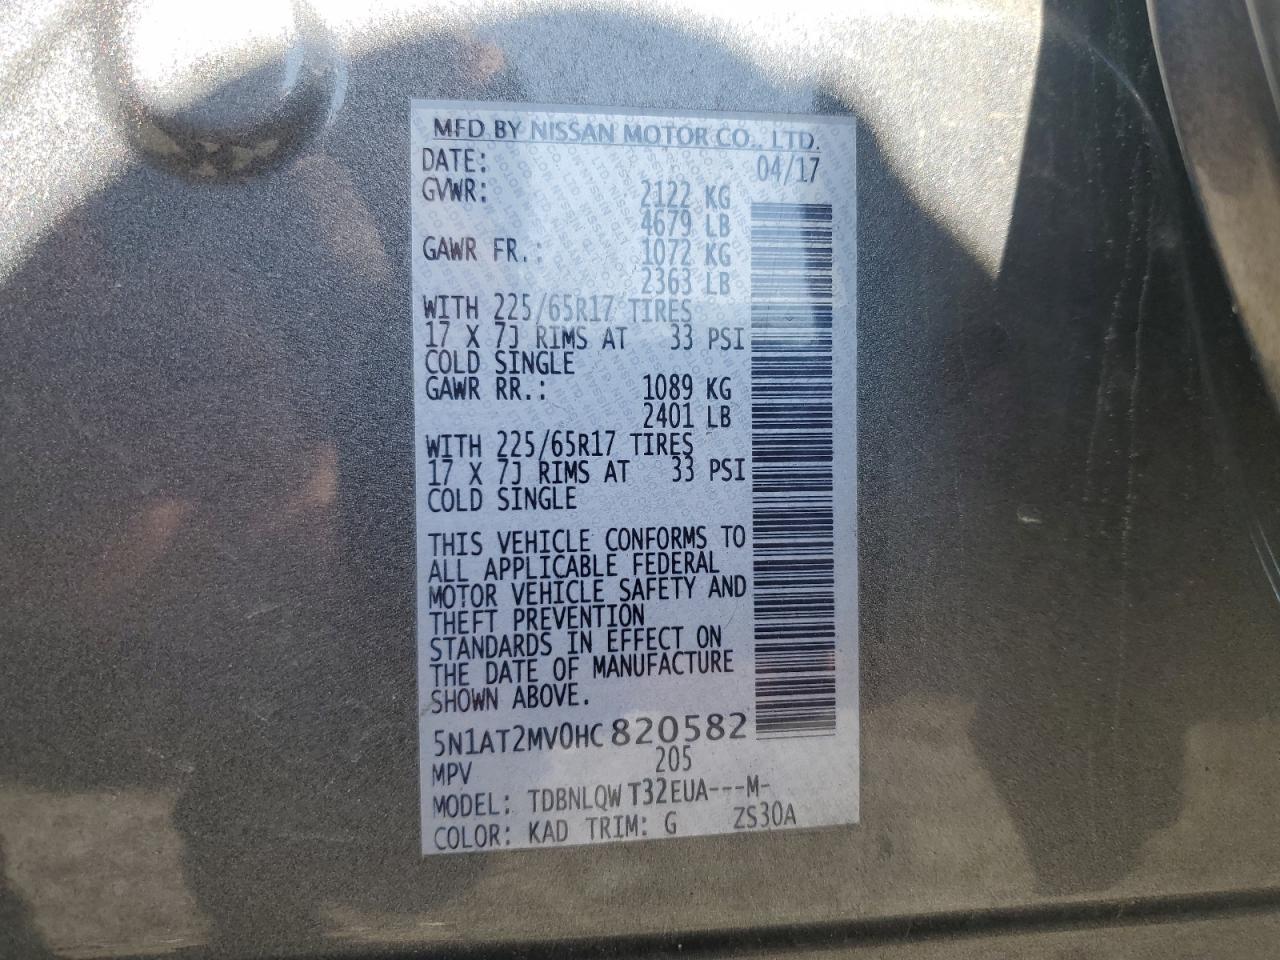 MFD BY NISSAN MOTOR CO., LTD.
DATE: 04/17
GVWR: 2122 KG
4679 LB
GAWR FR.: 1072 KG
2363 LB
WITH 225/65R17 TIRES
17 X 7J RIMS AT 33 PSI
COLD SINGLE
GAWR RR.: 1089 KG
2401 LB
WITH 225/65R17 TIRES
17 X 7J RIMS AT 33 PSI
COLD SINGLE
THIS VEHICLE CONFORMS TO
ALL APPLICABLE FEDERAL
MOTOR VEHICLE SAFETY AND
THEFT PREVENTION
STANDARDS IN EFFECT ON
THE DATE OF MANUFACTURE
SHOWN ABOVE.
5N1AT2MV0HC820582
MPV 205
MODEL: TDBNLQW T32EUA---M-
COLOR: KAD TRIM: G ZS30A